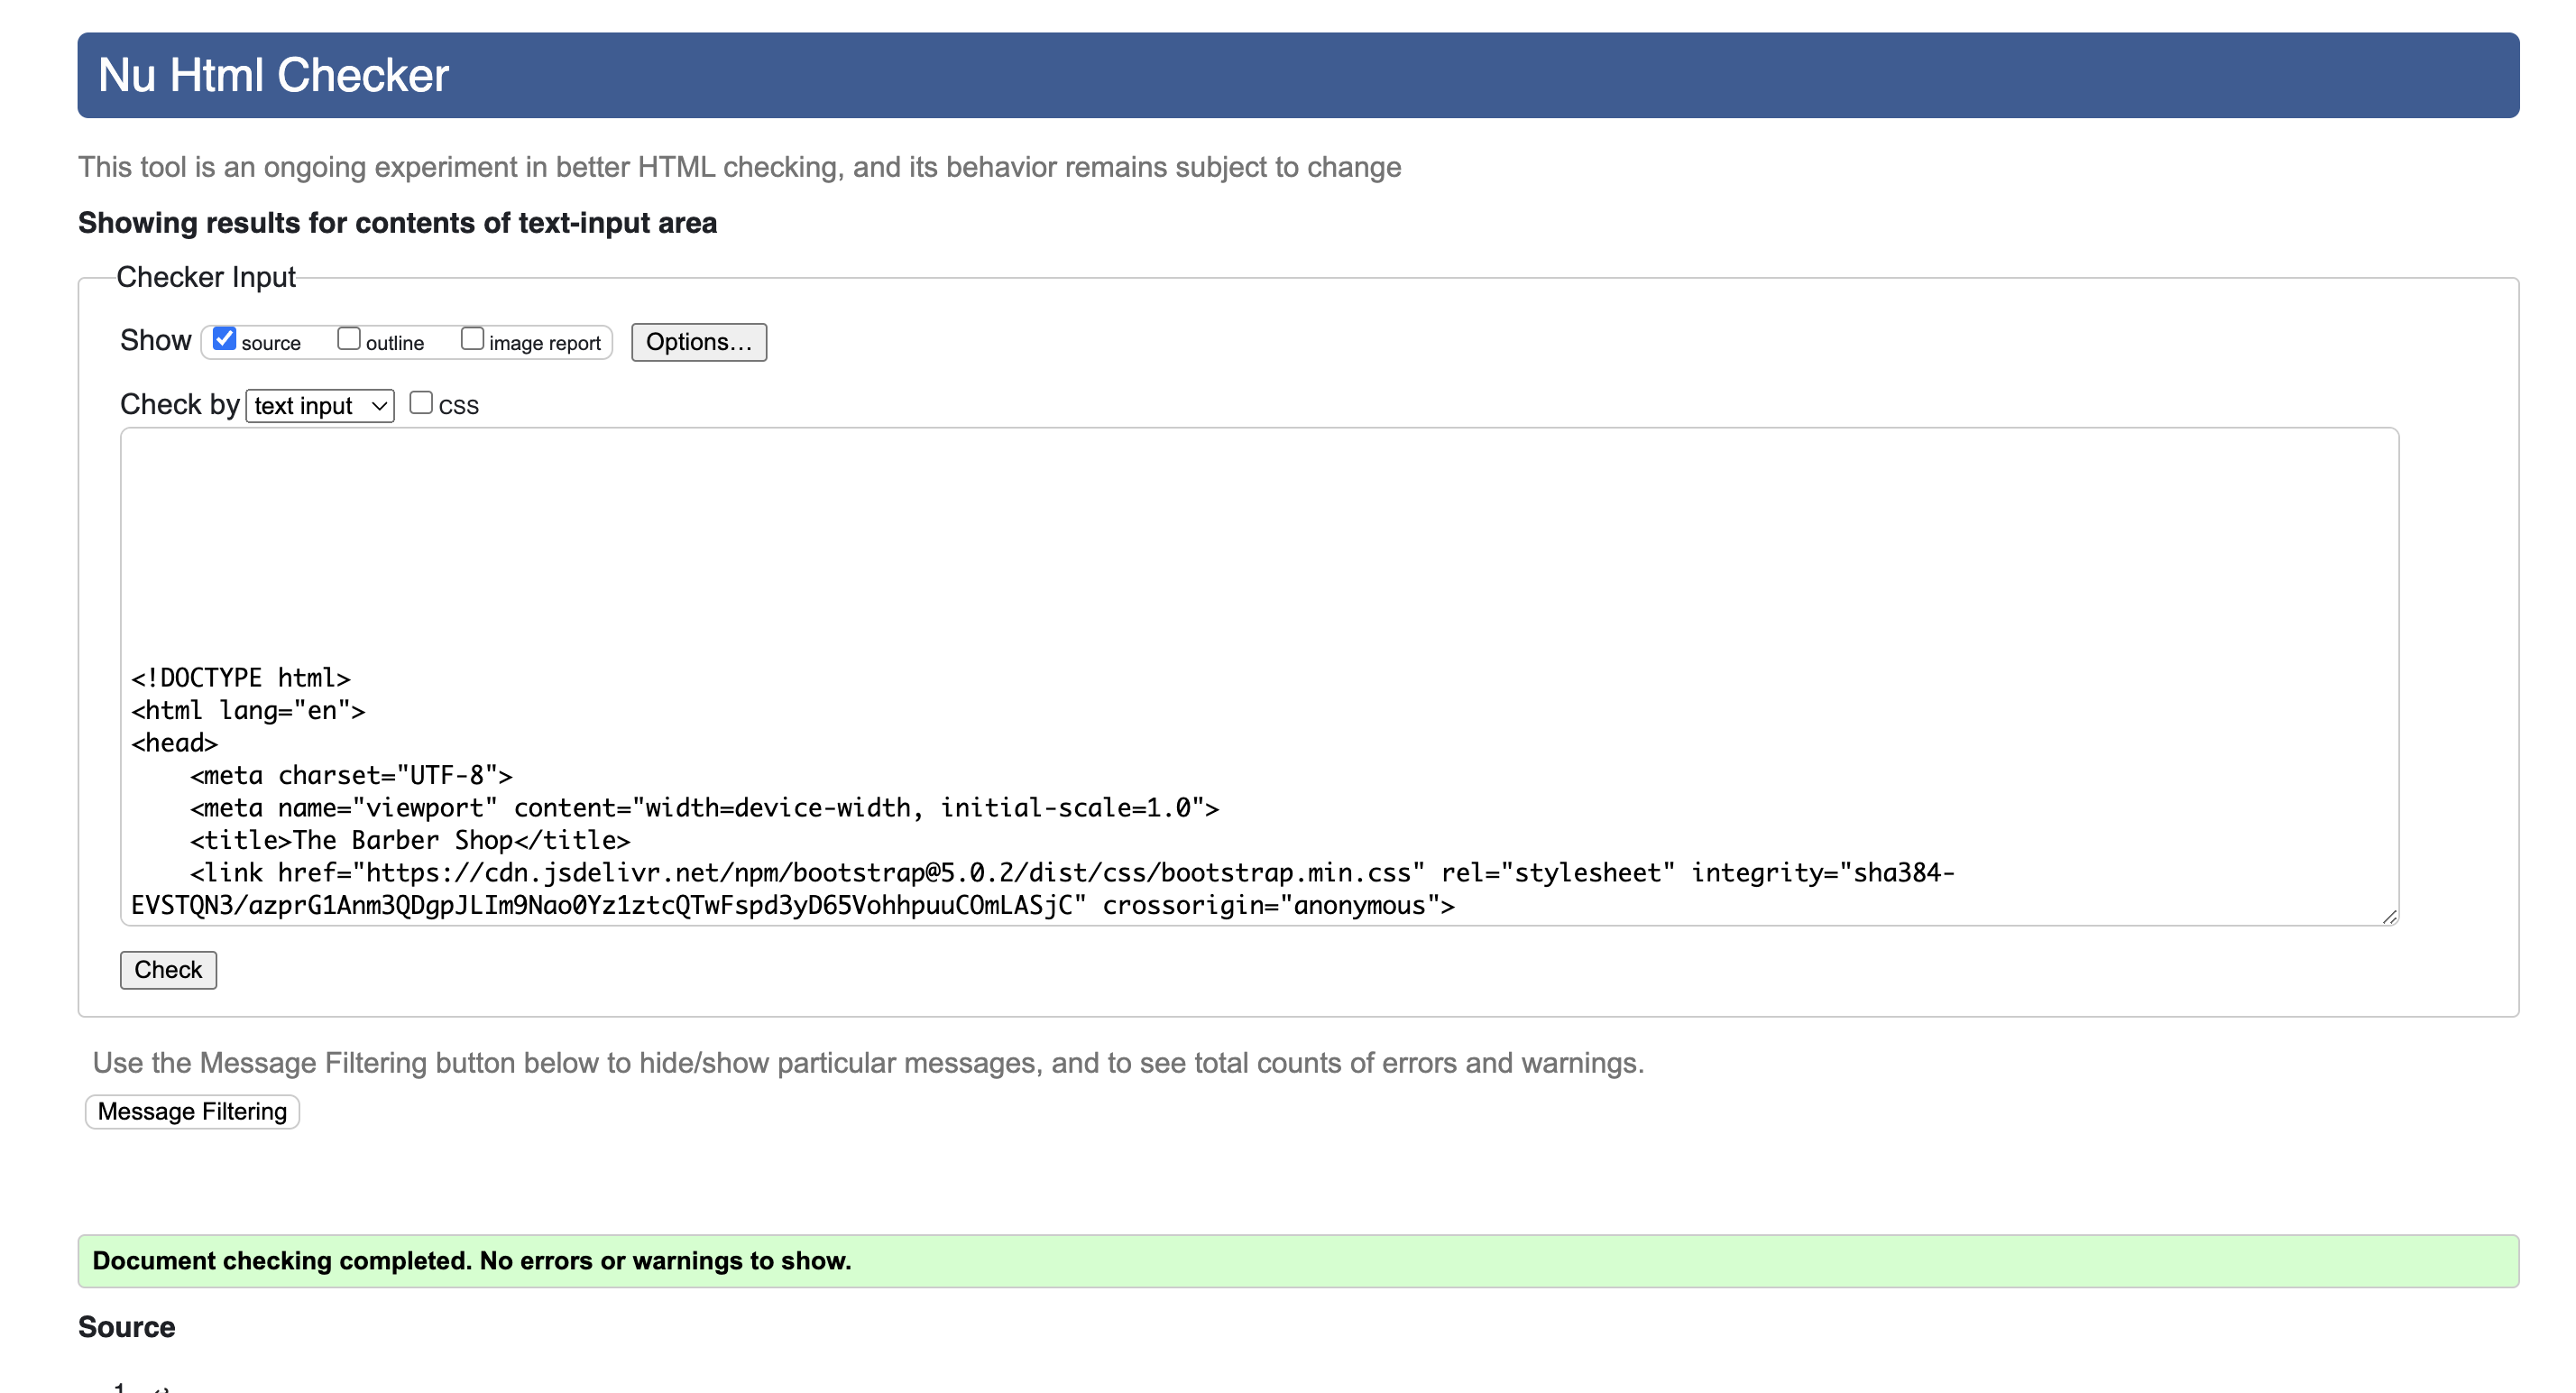 Nu Html Checker
This tool is an ongoing experiment in better HTML checking, and its behavior remains subject to change
Showing results for contents of text-input area
Checker Input
Show source outline image report Options...
Check by text input CSS
<!DOCTYPE html>
<html lang="en">
<head>
    <meta charset="UTF-8">
    <meta name="viewport" content="width=device-width, initial-scale=1.0">
    <title>The Barber Shop</title>
    <link href="https://cdn.jsdelivr.net/npm/bootstrap@5.0.2/dist/css/bootstrap.min.css" rel="stylesheet" integrity="sha384-
EVSTQN3/azprG1Anm3QDgpJLIm9Nao0Yz1ztcQTwFspd3yD65VohhpuuCOmLASjC" crossorigin="anonymous">
Check
Use the Message Filtering button below to hide/show particular messages, and to see total counts of errors and warnings.
Message Filtering
Document checking completed. No errors or warnings to show.
Source